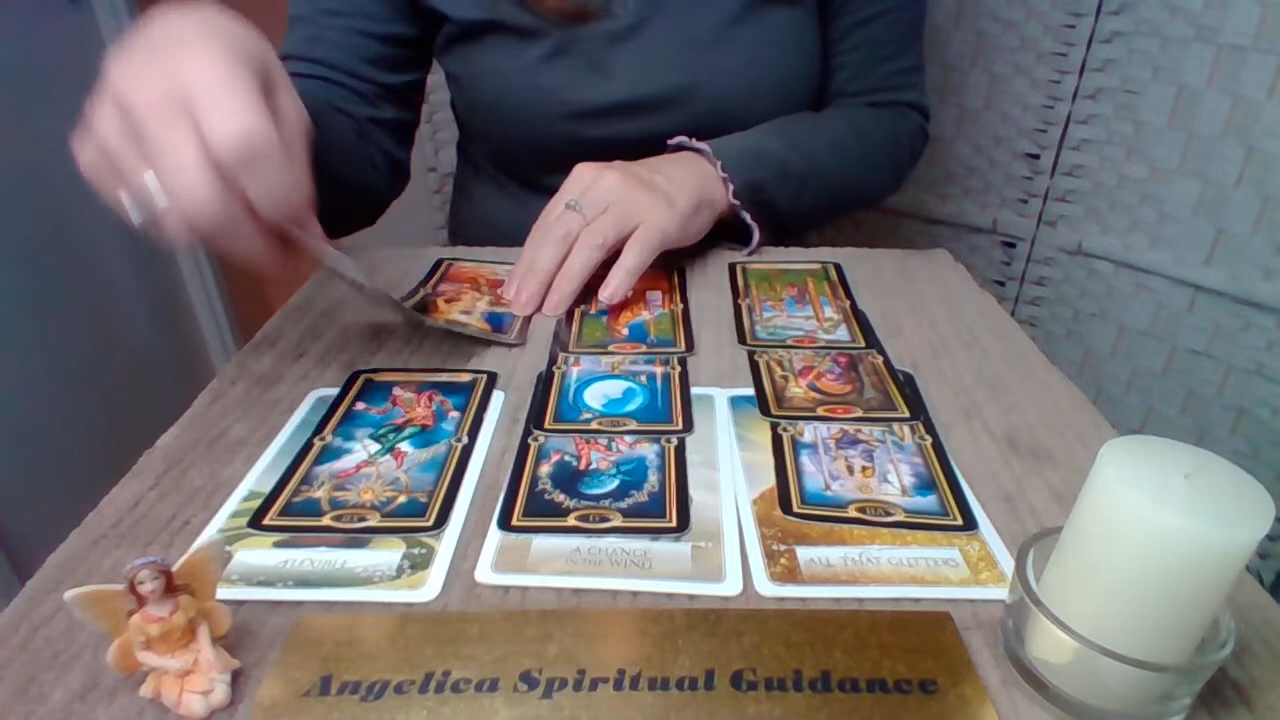 FLEXIBLE
A CHANGE
IN THE WIND
ALL THAT GLITTERS
Angelica Spiritual Guidance